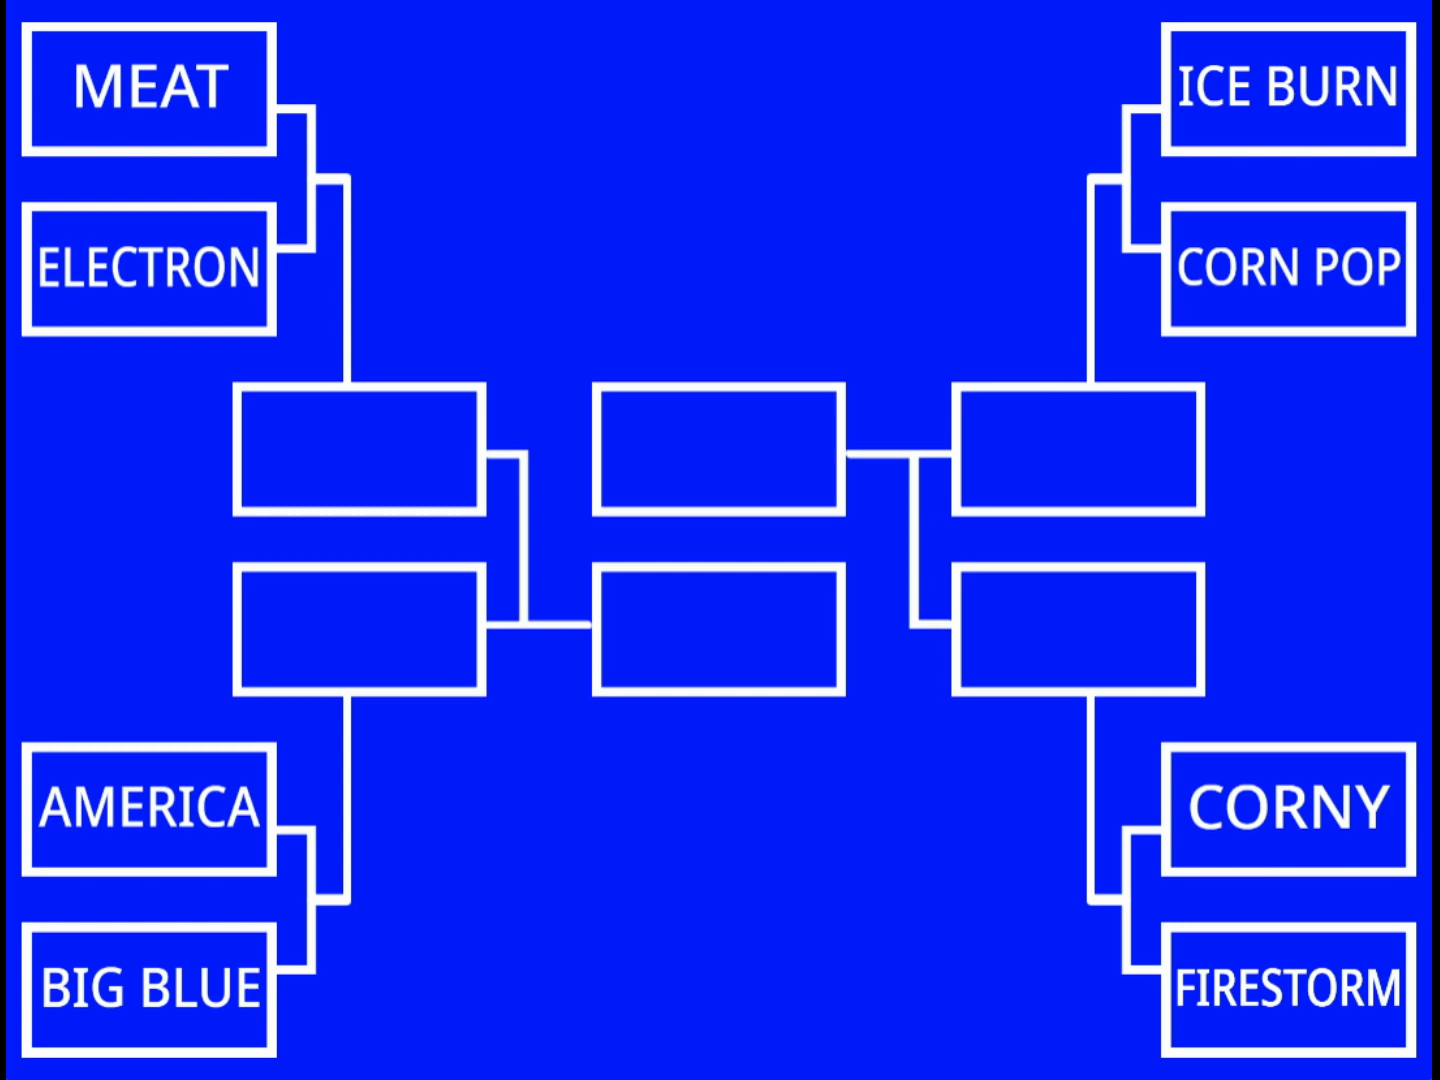 MEAT
ICE BURN
ELECTRON
CORN POP
AMERICA
CORNY
BIG BLUE
FIRESTORM